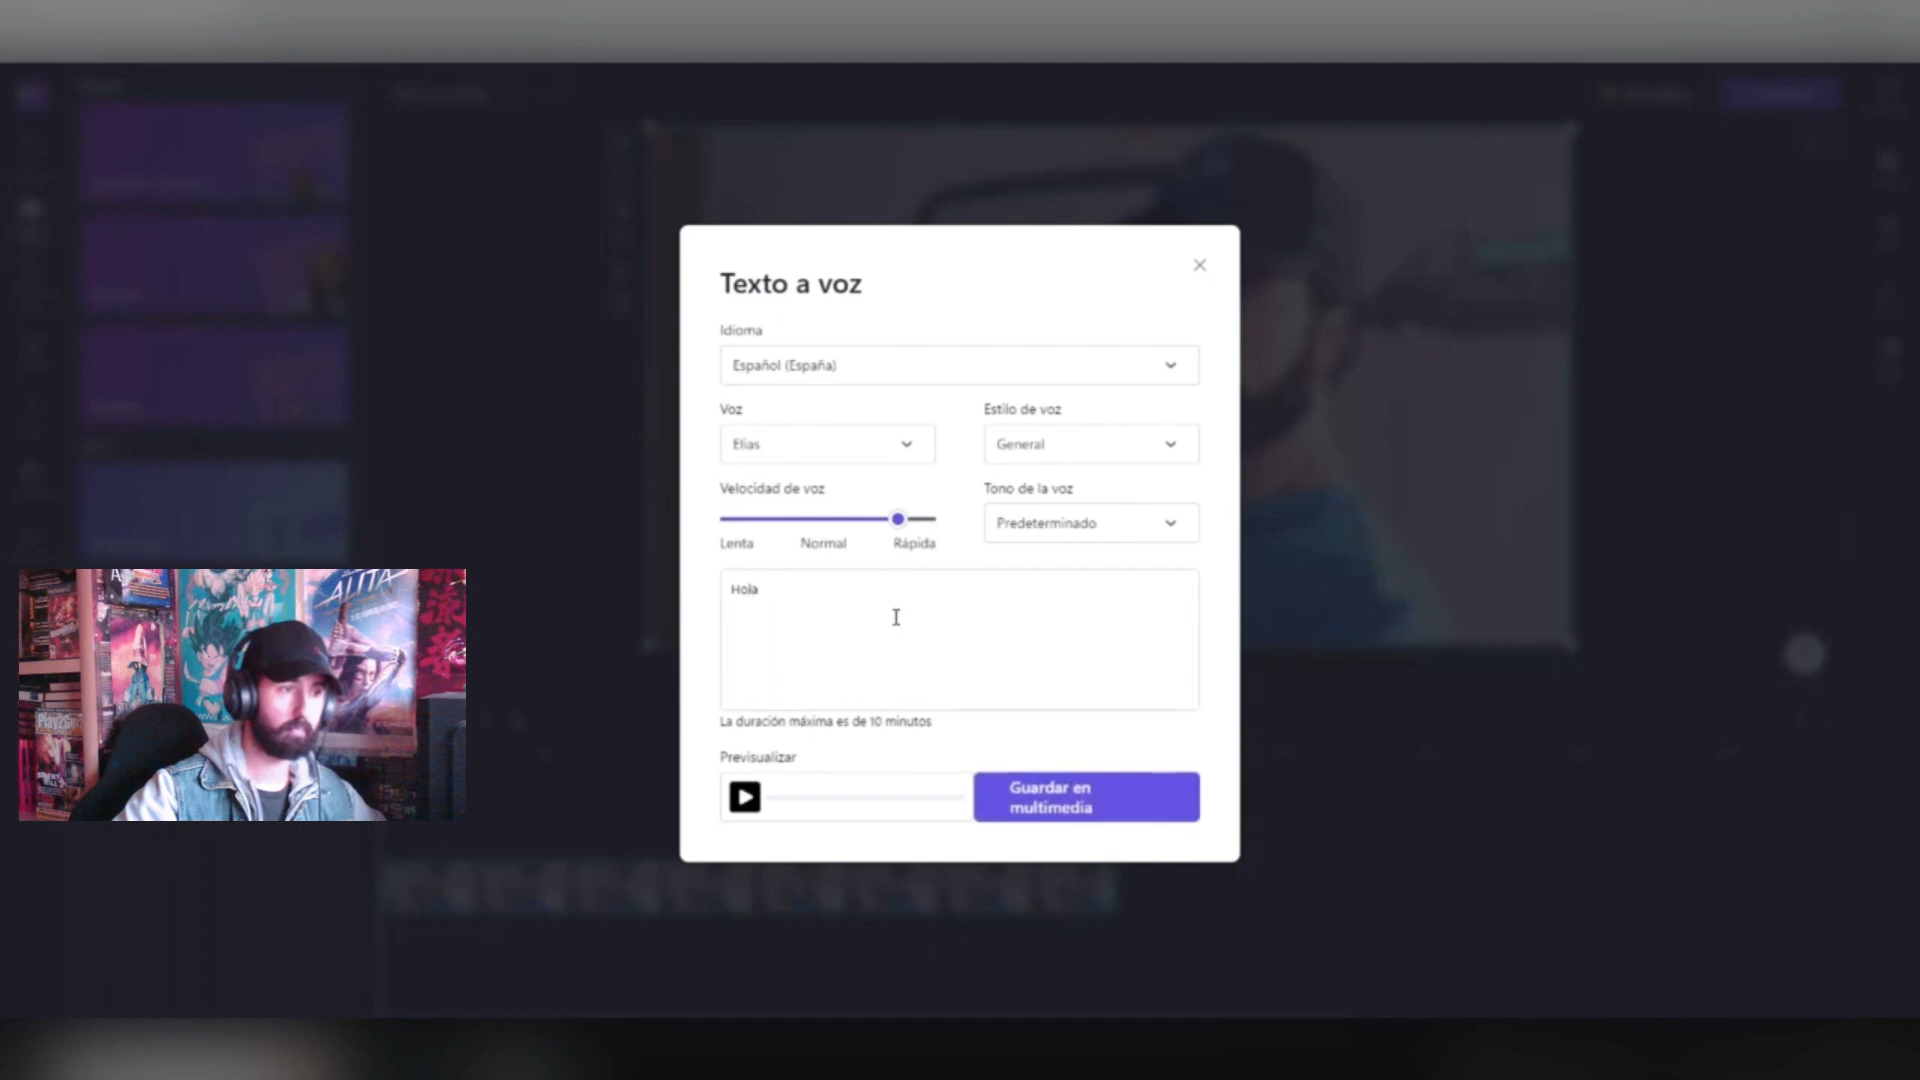 Texto a voz
Idioma
Español (España)
Voz
Estilo de voz
Elias
General
Velocidad de voz
Tono de la voz
Predeterminado
Lenta
Normal
Rápida
Hola
La duración máxima es de 10 minutos
Previsualizar
Guardar en
multimedia
ALITA